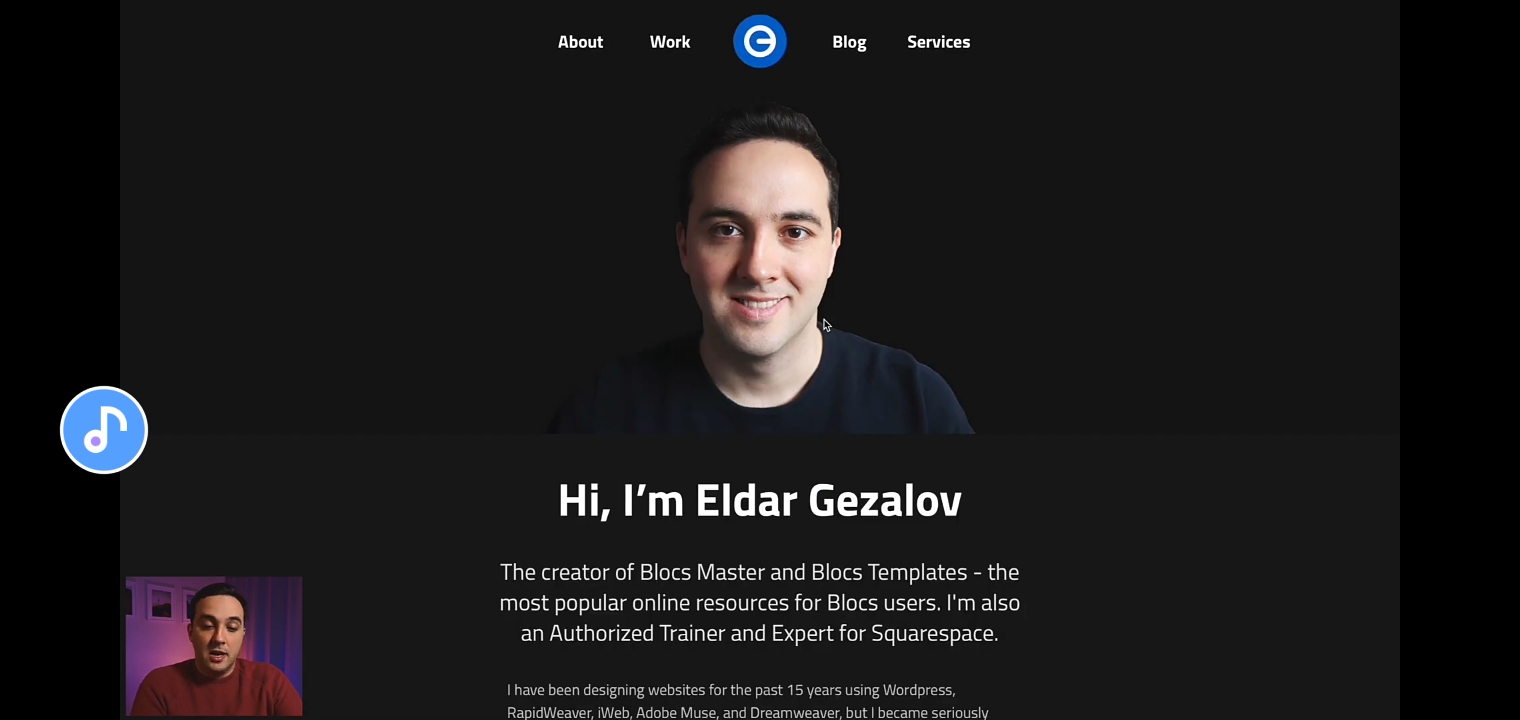 About Work Blog Services
Hi, I’m Eldar Gezalov
The creator of Blocs Master and Blocs Templates - the
most popular online resources for Blocs users. I'm also
an Authorized Trainer and Expert for Squarespace.
I have been designing websites for the past 15 years using Wordpress,
RapidWeaver, iWeb, Adobe Muse, and Dreamweaver, but I became seriously